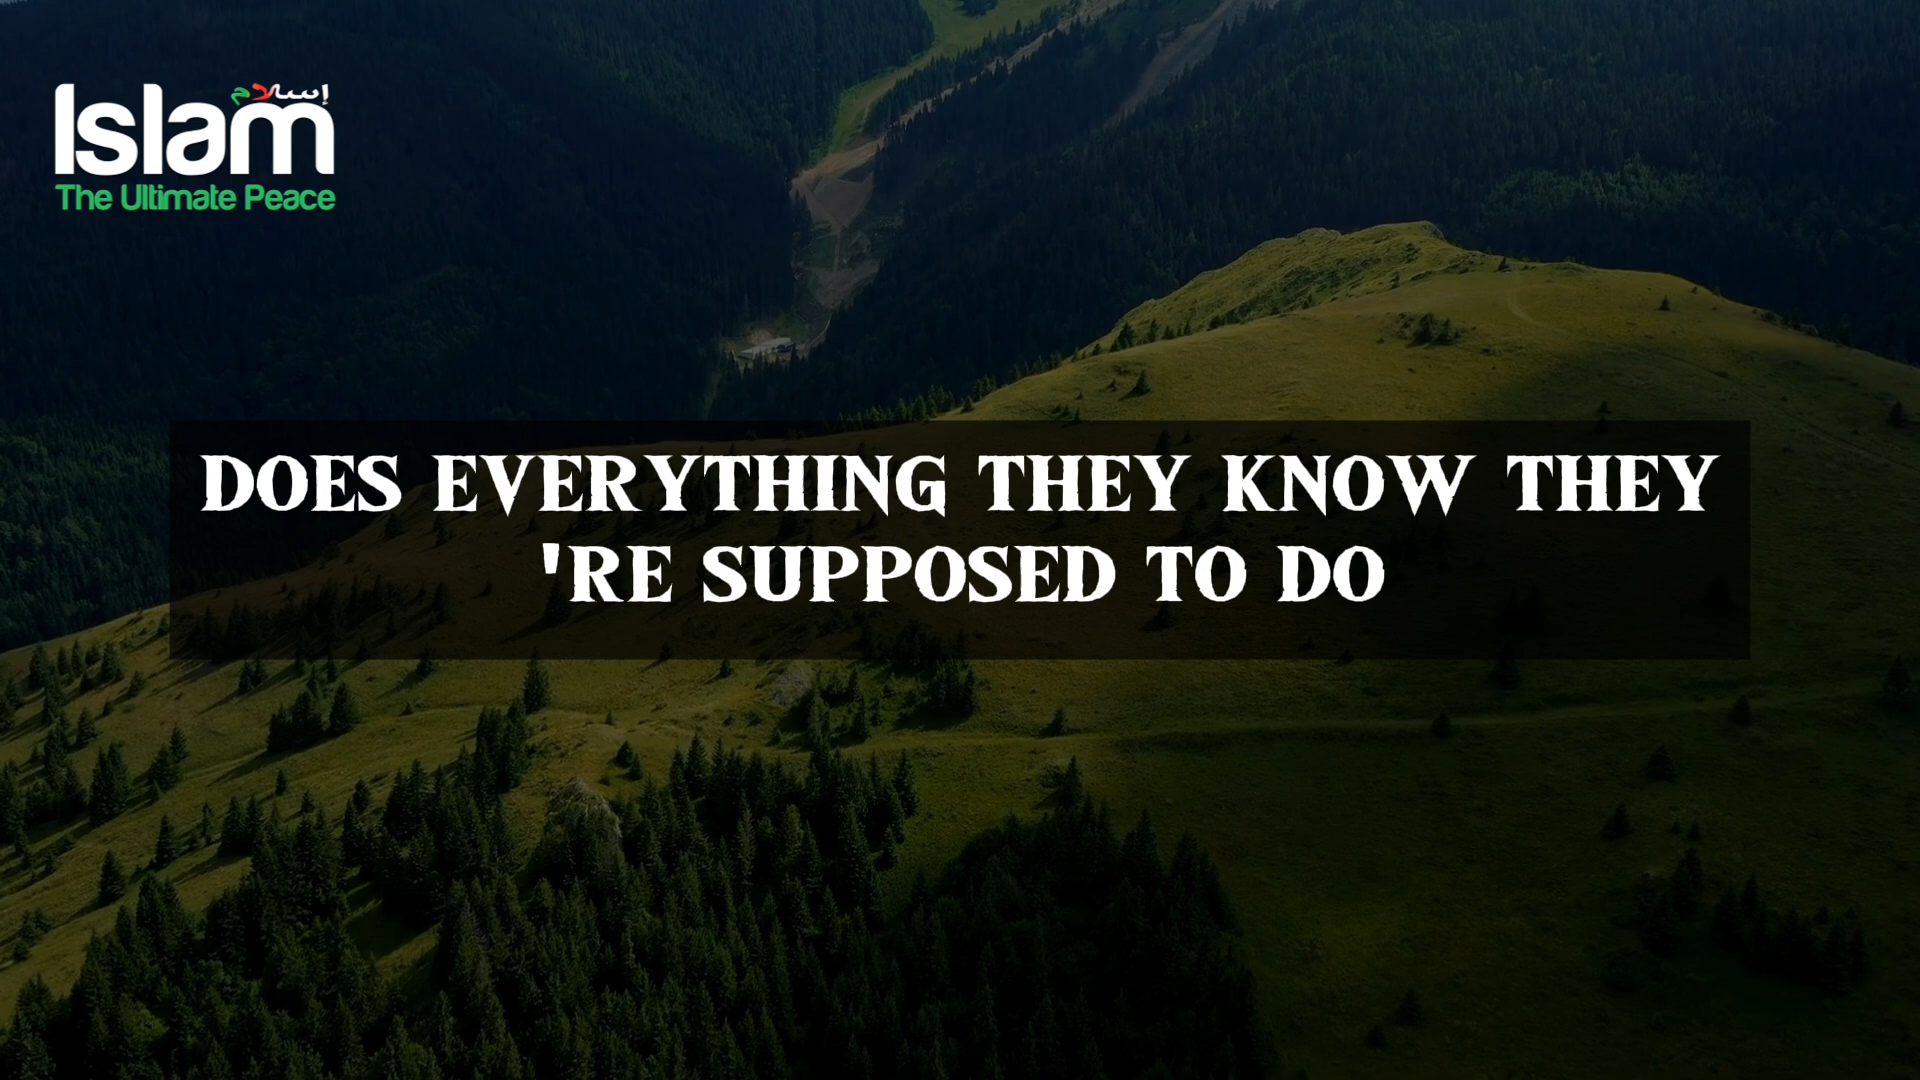 إسلام
Islam
The Ultimate Peace
DOES EVERYTHING THEY KNOW THEY
'RE SUPPOSED TO DO